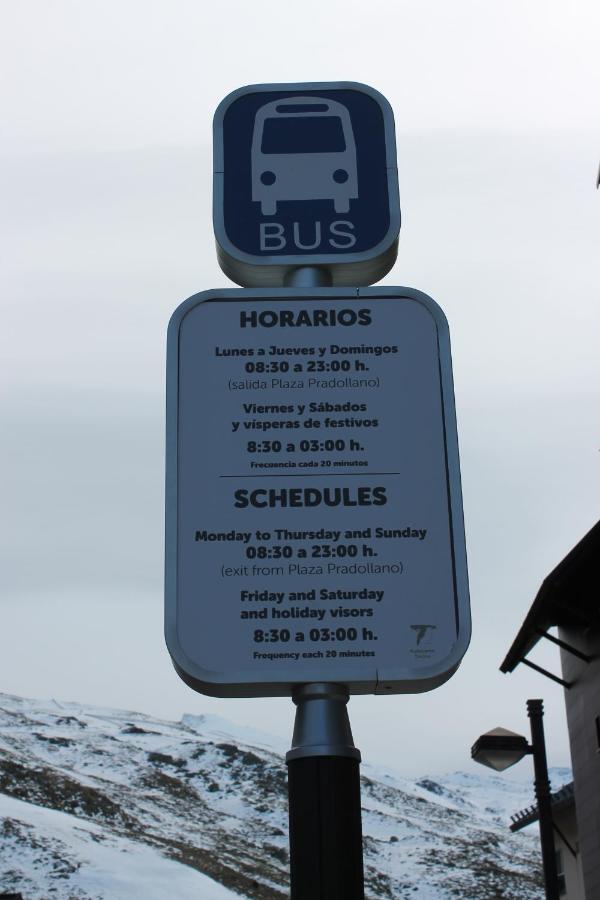 BUS
HORARIOS
Lunes a Jueves y Domingos
08:30 a 23:00 h.
(salida Plaza Pradollano)
Viernes y Sábados
y vísperas de festivos
8:30 a 03:00 h.
Frecuencia cada 20 minutos
SCHEDULES
Monday to Thursday and Sunday
08:30 a 23:00 h.
(exit from Plaza Pradollano)
Friday and Saturday
and holiday visors
8:30 a 03:00 h.
Frequency each 20 minutes